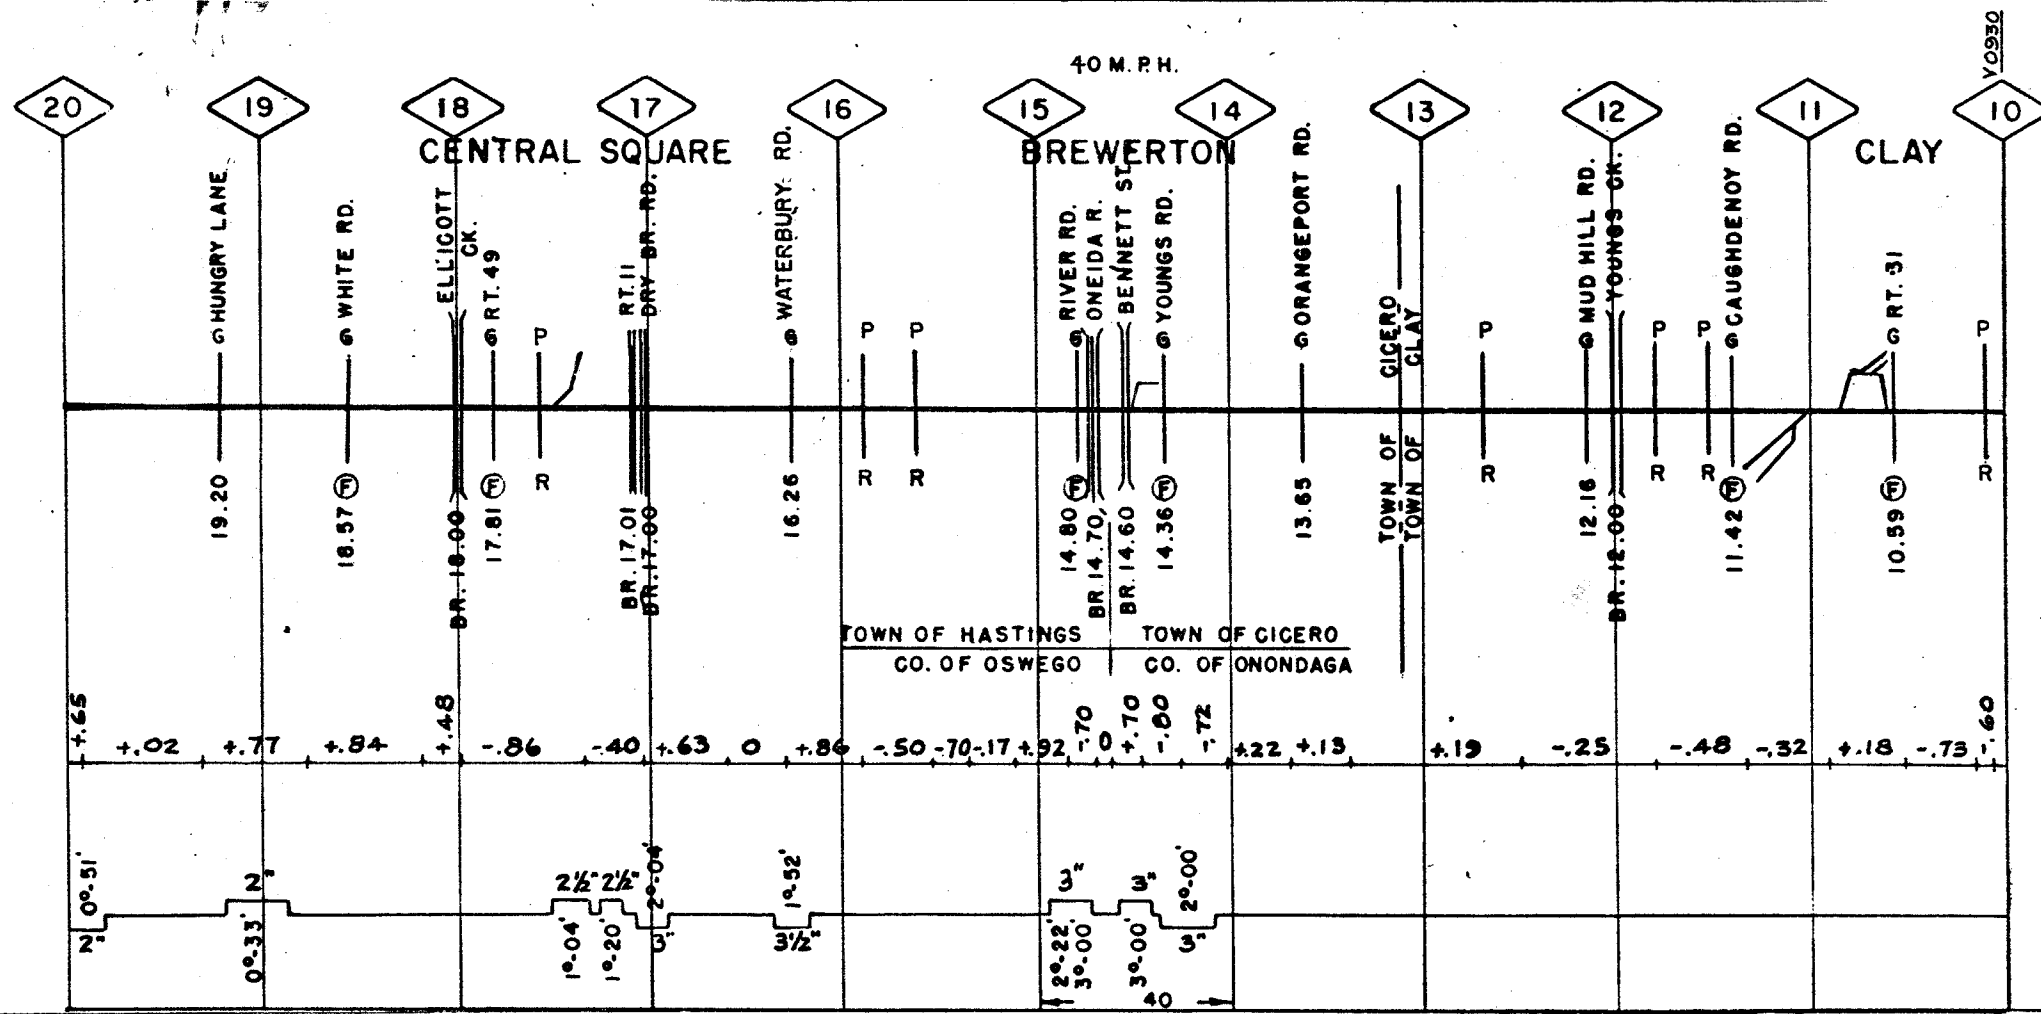 40 M.P.H.
Y0930
20 19 18 17 16 15 14 13 12 11 10
CENTRAL SQUARE BREWERTON CLAY
HUNGRY LANE
WHITE RD.
ELLICOTT
CK.
RT. 49
RT. 11
DRY BR. RD.
WATERBURY RD.
RIVER RD.
ONEIDA R.
BENNETT ST.
YOUNGS RD.
ORANGEPORT RD.
MUD HILL RD.
YOUNGS CK.
CAUGHDENOY RD.
RT. 31
G G G G G G G G G G
P P P P P P P
R R R R R R R
TOWN OF CICERO
TOWN OF CLAY
19.20
18.57 F
BR. 18.00
17.81 F
BR. 17.01
BR. 17.00
16.26
14.80 F
BR. 14.70
BR. 14.60
14.36 F
13.65
12.16
BR. 12.00
11.42 F
10.59 F
TOWN OF HASTINGS TOWN OF CICERO
CO. OF OSWEGO CO. OF ONONDAGA
+.65 +.02 +.77 +.84 +.48 -.86 -.40 +.63 0 +.86 -.50 -.70 -.17 +.92 -.70 0 +.70 -.80 -.72 +.22 +.13 +.19 -.25 -.48 -.32 +.18 -.73 -.60
0°-51' 2" 2½" 2½" 2°-04' 1°-52' 3" 3" 2°-00'
2" 0°-33' 1°-04' 1°-20' 3" 3½" 2°-22' 3°-00' 3°-00' 3"
40